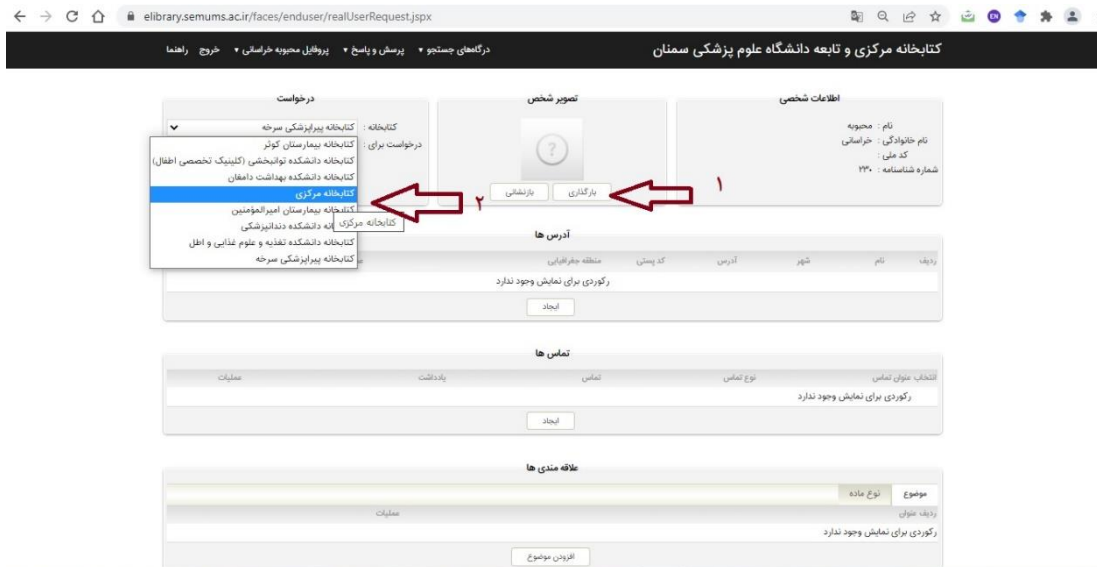 elibrary.semums.ac.ir/faces/enduser/realUserRequest.jspx
کتابخانه مرکزی و تابعه دانشگاه علوم پزشکی سمنان
درگاه‌های جستجو ▾ پرسش و پاسخ ▾ پروفایل محبوبه خراسانی ▾ خروج راهنما
اطلاعات شخصی
نام : محبوبه
نام خانوادگی : خراسانی
کد ملی :
شماره شناسنامه : ۲۳۰
۱
تصویر شخص
بارگذاری
بازنشانی
۲
درخواست
کتابخانه : کتابخانه پیراپزشکی سرخه
درخواست برای :
کتابخانه بیمارستان کوثر
کتابخانه دانشکده توانبخشی (کلینیک تخصصی اطفال)
کتابخانه دانشکده بهداشت دامغان
کتابخانه مرکزی
کتابخانه بیمارستان امیرالمؤمنین
انه دانشکده دندانپزشکی
کتابخانه مرکزی
کتابخانه دانشکده تغذیه و علوم غذایی و اطل
کتابخانه پیراپزشکی سرخه
آدرس ها
ردیف نام شهر آدرس کد پستی منطقه جغرافیایی
رکوردی برای نمایش وجود ندارد
ایجاد
تماس ها
انتخاب عنوان تماس نوع تماس تماس یادداشت عملیات
رکوردی برای نمایش وجود ندارد
ایجاد
علاقه مندی ها
موضوع نوع ماده
ردیف عنوان عملیات
رکوردی برای نمایش وجود ندارد
افزودن موضوع